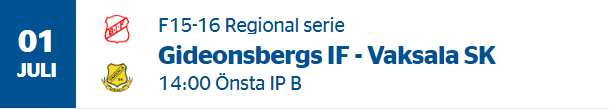 01
JULI
F15-16 Regional serie
Gideonsbergs IF - Vaksala SK
14:00 Önsta IP B